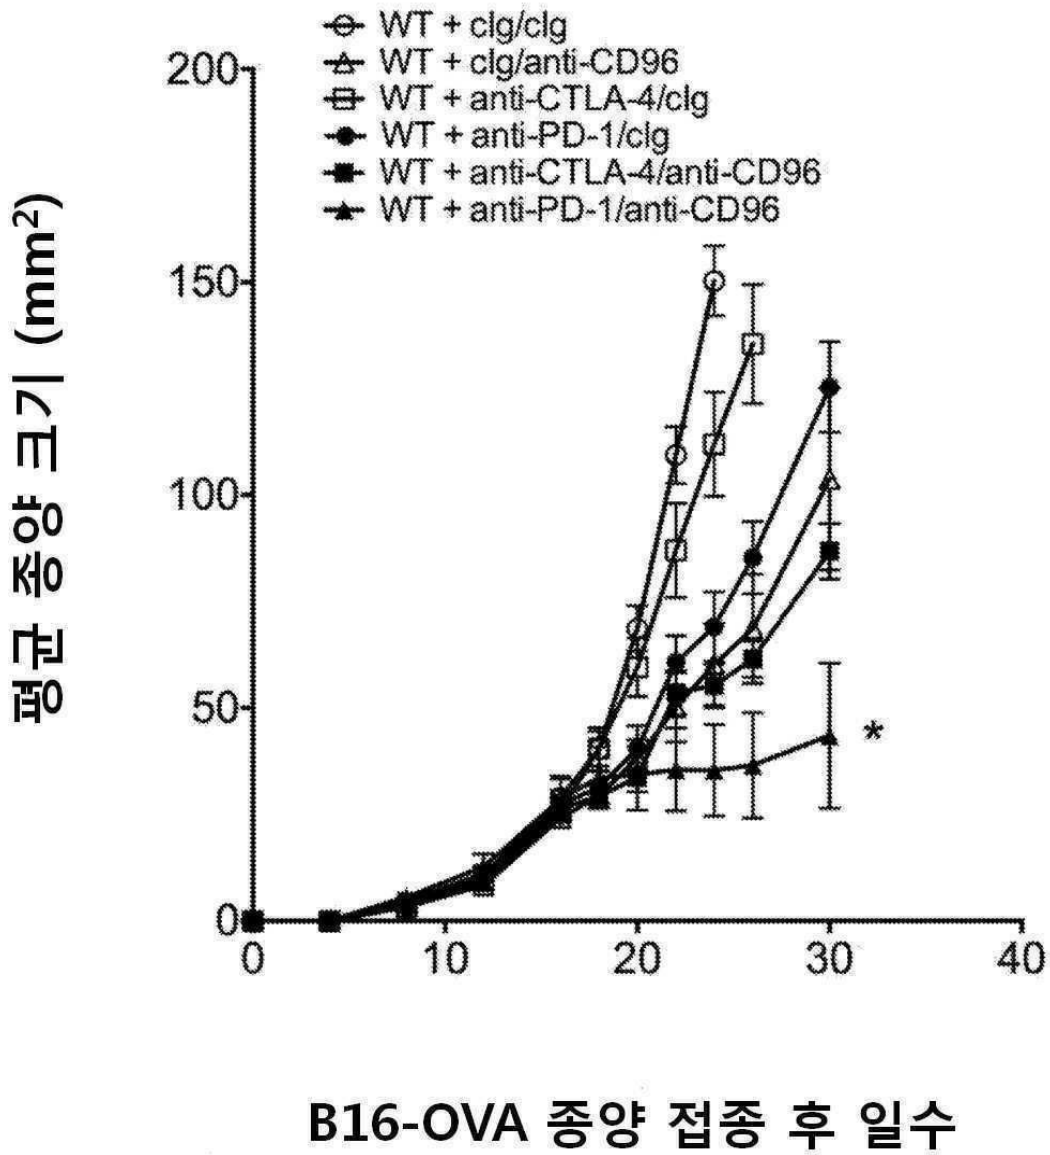 WT + cIg/cIg
WT + cIg/anti-CD96
WT + anti-CTLA-4/cIg
WT + anti-PD-1/cIg
WT + anti-CTLA-4/anti-CD96
WT + anti-PD-1/anti-CD96
평균 종양 크기 (mm²)
200
150
100
50
0
*
0 10 20 30 40
B16-OVA 종양 접종 후 일수